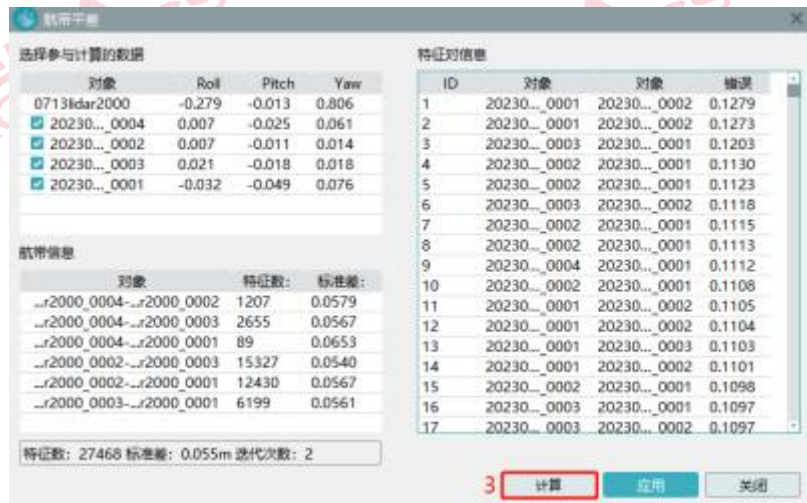 航带平差
选择参与计算的数据
对象 Roll Pitch Yaw
0713lidar2000 -0.279 -0.013 0.806
20230..._0004 0.007 -0.025 0.061
20230..._0002 0.007 -0.011 0.014
20230..._0003 0.021 -0.018 0.018
20230..._0001 -0.032 -0.049 0.076
航带信息
对象 特征数: 标准差:
...r2000_0004-...r2000_0002 1207 0.0579
...r2000_0004-...r2000_0003 2655 0.0567
...r2000_0004-...r2000_0001 89 0.0653
...r2000_0002-...r2000_0003 15327 0.0540
...r2000_0002-...r2000_0001 12430 0.0567
...r2000_0003-...r2000_0001 6199 0.0561
特征数: 27468 标准差: 0.055m 迭代次数: 2
特征对信息
ID 对象 对象 错误
1 20230..._0001 20230..._0002 0.1279
2 20230..._0001 20230..._0002 0.1273
3 20230..._0003 20230..._0001 0.1203
4 20230..._0002 20230..._0001 0.1130
5 20230..._0002 20230..._0001 0.1123
6 20230..._0003 20230..._0002 0.1118
7 20230..._0002 20230..._0001 0.1115
8 20230..._0002 20230..._0001 0.1113
9 20230..._0004 20230..._0001 0.1112
10 20230..._0002 20230..._0001 0.1108
11 20230..._0001 20230..._0002 0.1105
12 20230..._0001 20230..._0002 0.1104
13 20230..._0001 20230..._0003 0.1103
14 20230..._0001 20230..._0002 0.1101
15 20230..._0002 20230..._0001 0.1098
16 20230..._0003 20230..._0001 0.1097
17 20230..._0003 20230..._0002 0.1097
3 计算 应用 关闭